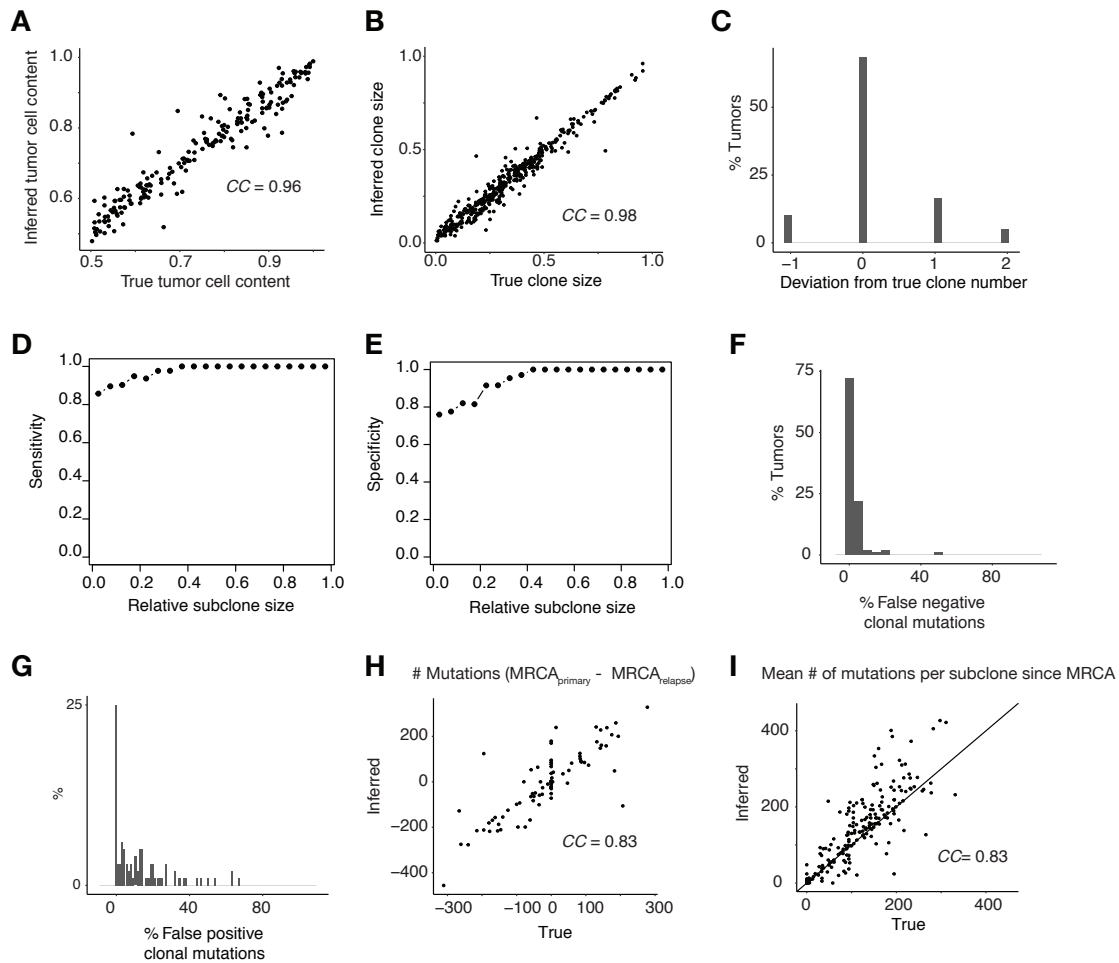 A
Inferred tumor cell content
1.0
0.8
0.6
CC = 0.96
0.5
0.7
0.9
True tumor cell content
B
Inferred clone size
1.0
0.5
0.0
CC = 0.98
0.0
0.5
1.0
True clone size
C
% Tumors
50
25
0
−1
0
1
2
Deviation from true clone number
D
Sensitivity
1.0
0.8
0.6
0.4
0.2
0.0
0.0 0.2 0.4 0.6 0.8 1.0
Relative subclone size
E
Specificity
1.0
0.8
0.6
0.4
0.2
0.0
0.0 0.2 0.4 0.6 0.8 1.0
Relative subclone size
F
% Tumors
75
50
25
0
0 40 80
% False negative
clonal mutations
G
%
25
0
0 40 80
% False positive
clonal mutations
H
# Mutations (MRCAprimary - MRCArelapse)
Inferred
200
0
−200
−400
CC = 0.83
−300 −100 0 100 300
True
I
Mean # of mutations per subclone since MRCA
Inferred
400
200
0
CC= 0.83
0 200 400
True